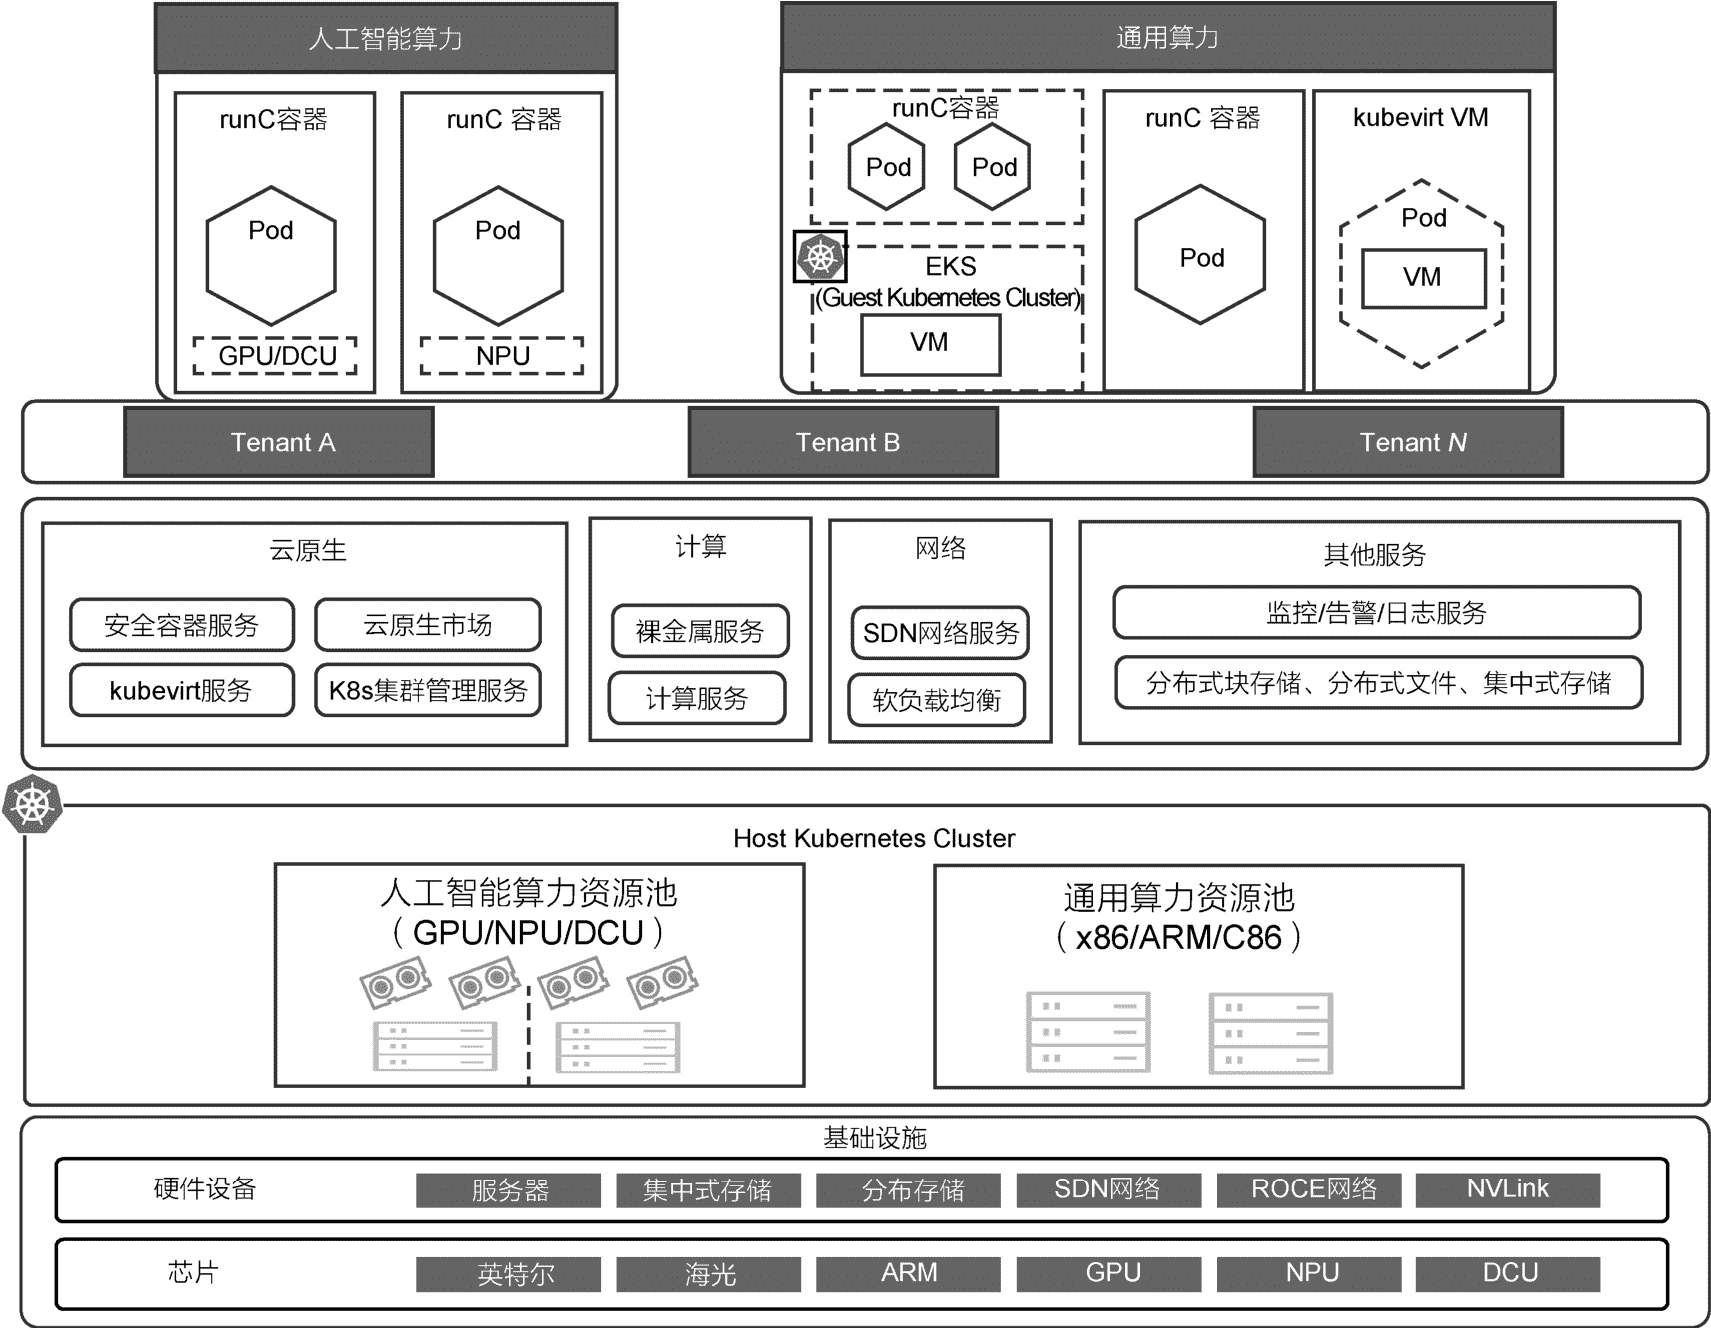 人工智能算力
通用算力
runC容器
Pod
GPU/DCU
runC 容器
Pod
NPU
runC容器
Pod
Pod
EKS
(Guest Kubernetes Cluster)
VM
runC 容器
Pod
kubevirt VM
Pod
VM
Tenant A
Tenant B
Tenant N
云原生
安全容器服务
云原生市场
kubevirt服务
K8s集群管理服务
计算
裸金属服务
计算服务
网络
SDN网络服务
软负载均衡
其他服务
监控/告警/日志服务
分布式块存储、分布式文件、集中式存储
Host Kubernetes Cluster
人工智能算力资源池
（GPU/NPU/DCU）
通用算力资源池
（x86/ARM/C86）
基础设施
硬件设备
服务器
集中式存储
分布存储
SDN网络
ROCE网络
NVLink
芯片
英特尔
海光
ARM
GPU
NPU
DCU